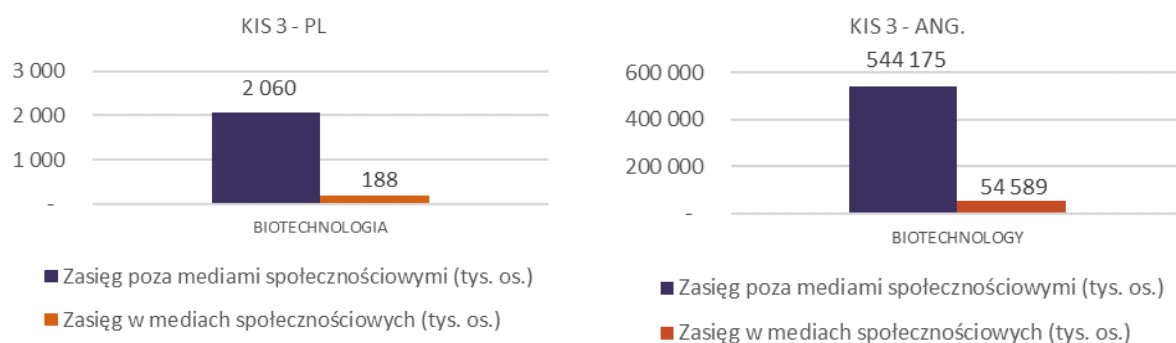 KIS 3 - PL
3 000
2 000
1 000
-
2 060
188
BIOTECHNOLOGIA
Zasięg poza mediami społecznościowymi (tys. os.)
Zasięg w mediach społecznościowych (tys. os.)
KIS 3 - ANG.
600 000
400 000
200 000
-
544 175
54 589
BIOTECHNOLOGY
Zasięg poza mediami społecznościowymi (tys. os.)
Zasięg w mediach społecznościowych (tys. os.)